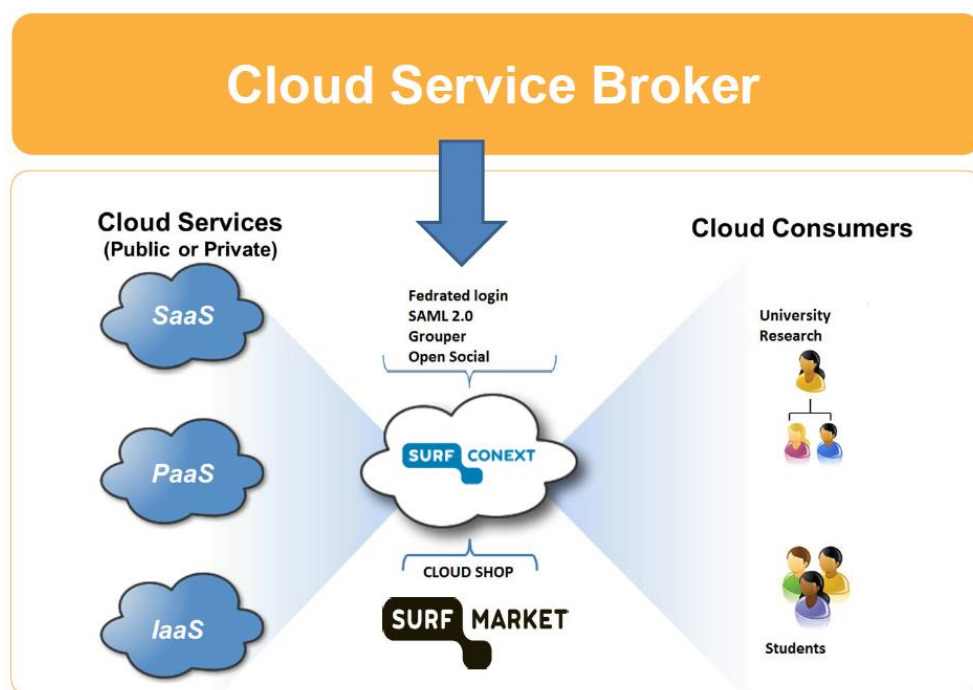 Cloud Service Broker
Cloud Services
(Public or Private)
SaaS
PaaS
IaaS
Fedrated login
SAML 2.0
Grouper
Open Social
SURF CONEXT
CLOUD SHOP
SURF MARKET
Cloud Consumers
University
Research
Students